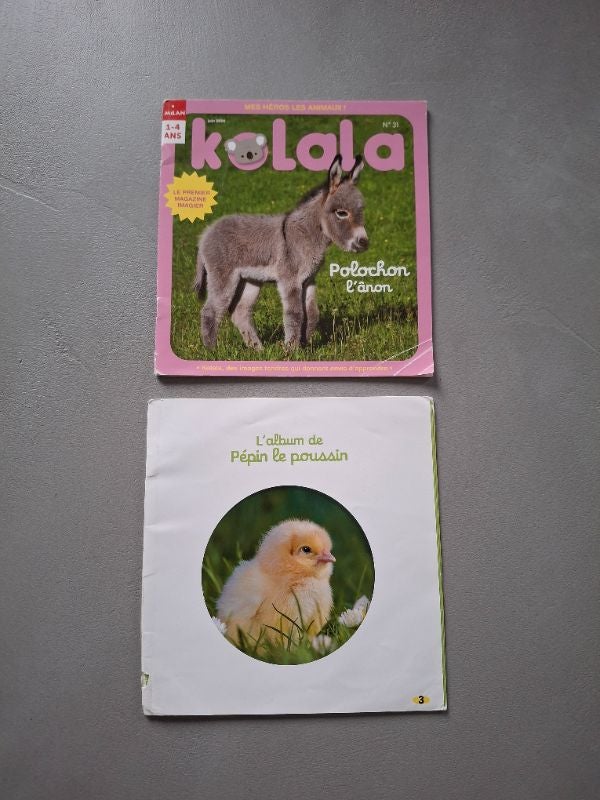 MILAN
1-4
ANS
MES HÉROS LES ANIMAUX !
N° 31
kolala
LE PREMIER
MAGAZINE
IMAGIER
Polochon
l'ânon
• Kolala, des images tendres qui donnent envie d'apprendre •
L'album de
Pépin le poussin
3